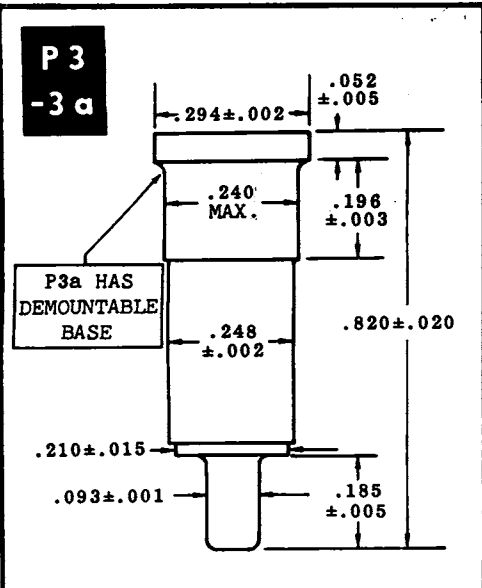 P 3
-3 a
.052
±.005
.294±.002
.240
MAX.
.196
±.003
P3a HAS
DEMOUNTABLE
BASE
.248
±.002
.820±.020
.210±.015
.093±.001
.185
±.005